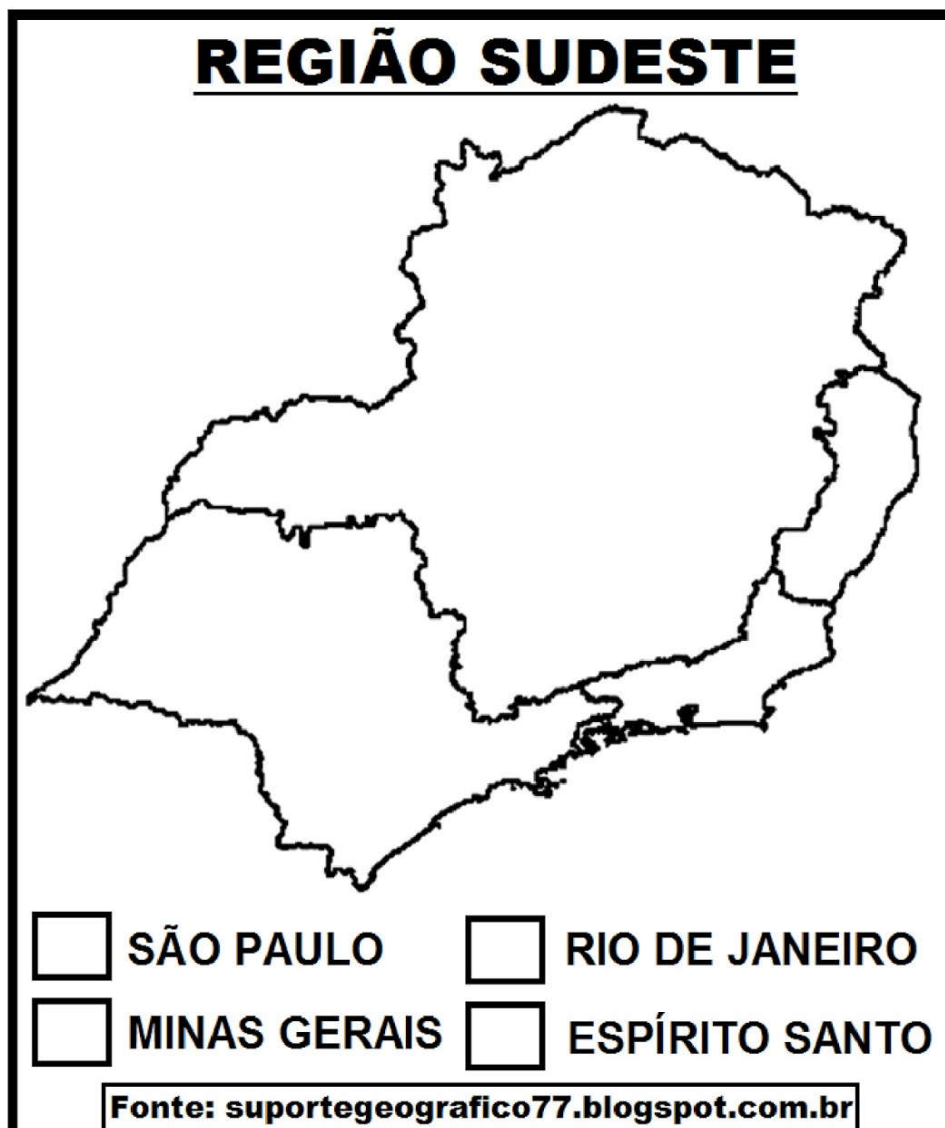 REGIÃO SUDESTE
SÃO PAULO
RIO DE JANEIRO
MINAS GERAIS
ESPÍRITO SANTO
Fonte: suportegeografico77.blogspot.com.br